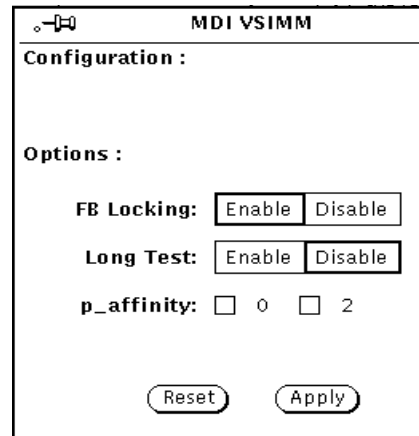 MDI VSIMM
Configuration :
Options :
FB Locking: Enable Disable
Long Test: Enable Disable
p_affinity: 0 2
Reset Apply